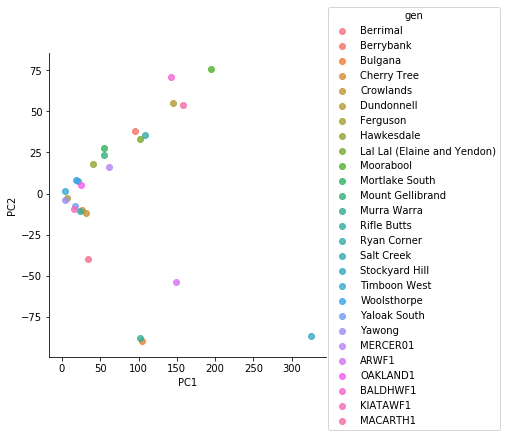 gen
Berrimal
Berrybank
Bulgana
Cherry Tree
Crowlands
Dundonnell
Ferguson
Hawkesdale
Lal Lal (Elaine and Yendon)
Moorabool
Mortlake South
Mount Gellibrand
Murra Warra
Rifle Butts
Ryan Corner
Salt Creek
Stockyard Hill
Timboon West
Woolsthorpe
Yaloak South
Yawong
MERCER01
ARWF1
OAKLAND1
BALDHWF1
KIATAWF1
MACARTH1
75
50
25
0
−25
−50
−75
PC2
0 50 100 150 200 250 300
PC1